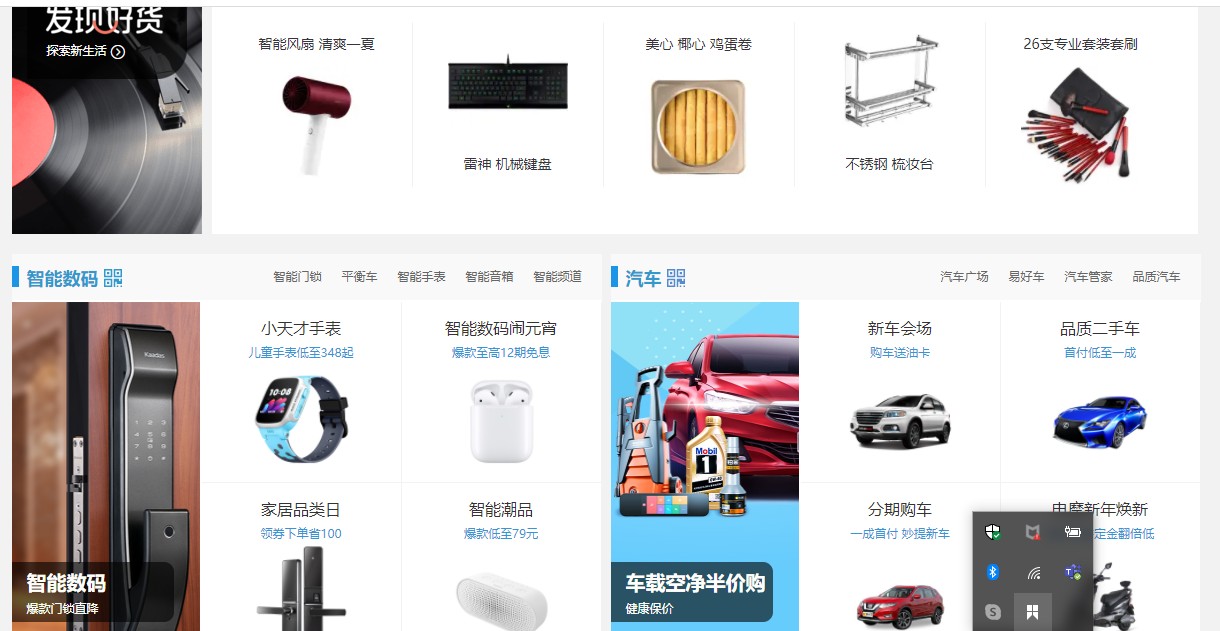 发现好货
探索新生活
智能风扇 清爽一夏
雷神 机械键盘
美心 椰心 鸡蛋卷
不锈钢 梳妆台
26支专业套装套刷
智能数码
智能门锁 平衡车 智能手表 智能音箱 智能频道
Kaadas
智能数码
爆款门锁直降
小天才手表
儿童手表低至348起
10:08
智能数码闹元宵
爆款至高12期免息
家居品类日
领券下单省100
智能潮品
爆款低至79元
汽车
汽车广场 易好车 汽车管家 品质汽车
Mobil
1
车载空净半价购
健康保价
新车会场
购车送油卡
品质二手车
首付低至一成
分期购车
一成首付 妙提新车
电摩新年焕新
定金翻倍低